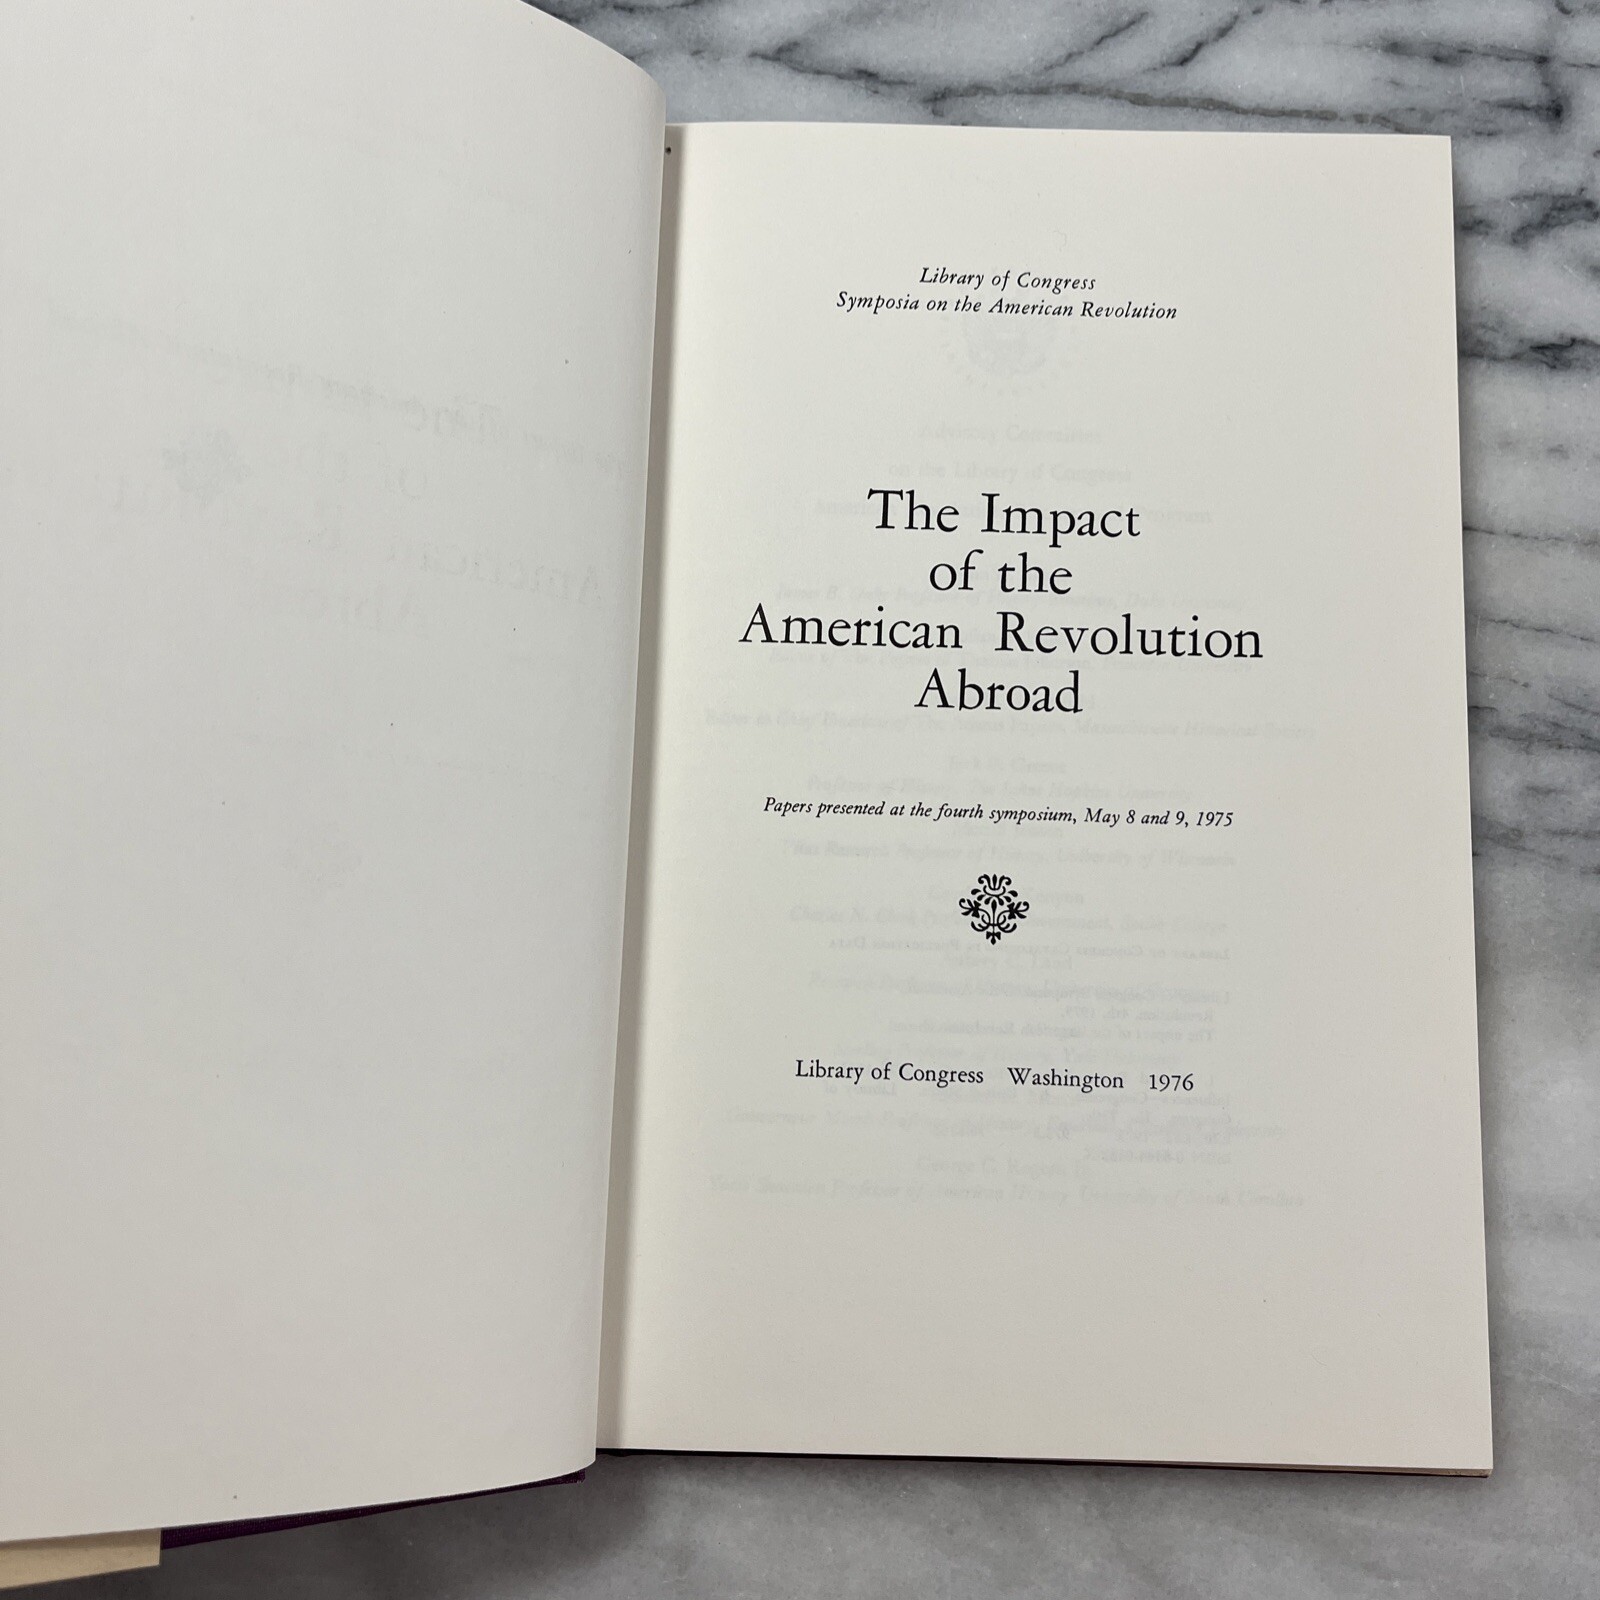 Library of Congress
Symposia on the American Revolution
The Impact
of the
American Revolution
Abroad
Papers presented at the fourth symposium, May 8 and 9, 1975
Library of Congress Washington 1976